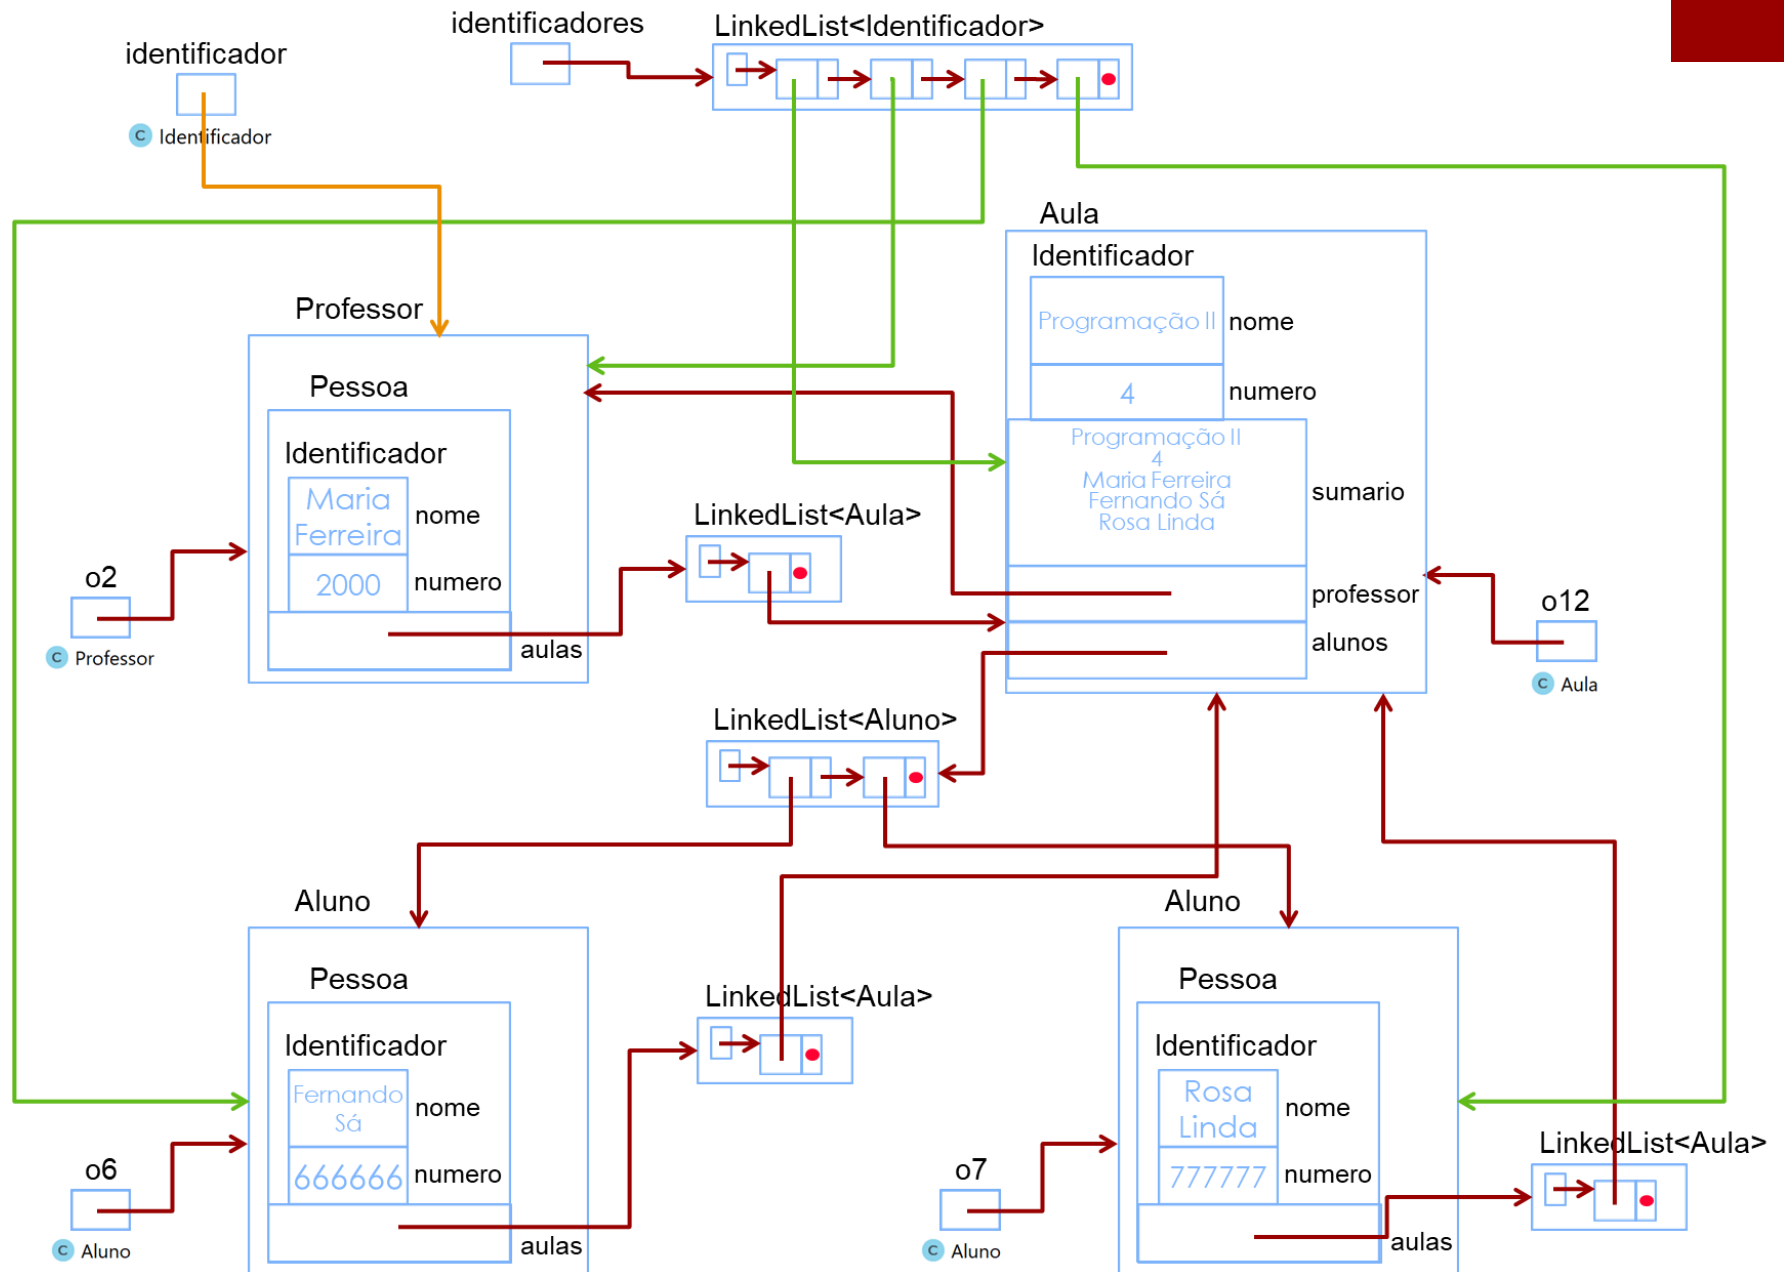 identificadores
LinkedList<Identificador>
identificador
C Identificador
Aula
Identificador
Programação II nome
4 numero
Programação II
4
Maria Ferreira
Fernando Sá
Rosa Linda
sumario
professor
alunos
Professor
Pessoa
Identificador
Maria
Ferreira
nome
2000 numero
aulas
o2
C Professor
LinkedList<Aula>
o12
C Aula
LinkedList<Aluno>
Aluno
Pessoa
Identificador
Fernando
Sá
nome
666666 numero
aulas
o6
C Aluno
LinkedList<Aula>
Aluno
Pessoa
Identificador
Rosa
Linda
nome
777777 numero
aulas
o7
C Aluno
LinkedList<Aula>